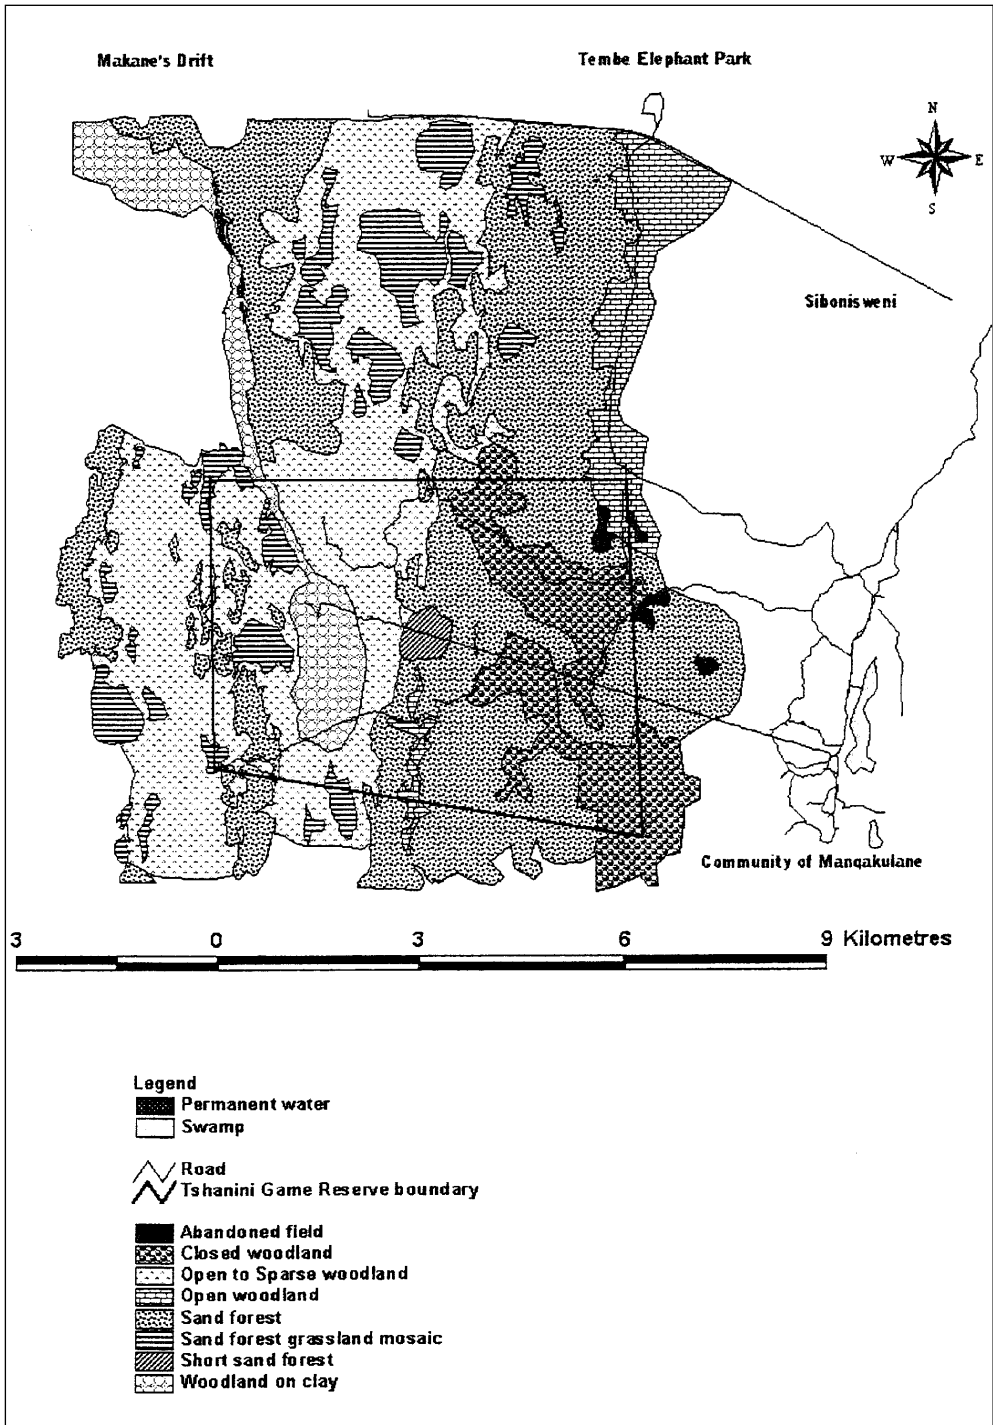 Makane's Drift
Tembe Elephant Park
N
W E
S
Sibonisweni
Community of Manqakulane
3 0 3 6 9 Kilometres
Legend
Permanent water
Swamp
Road
Tshanini Game Reserve boundary
Abandoned field
Closed woodland
Open to Sparse woodland
Open woodland
Sand forest
Sand forest grassland mosaic
Short sand forest
Woodland on clay